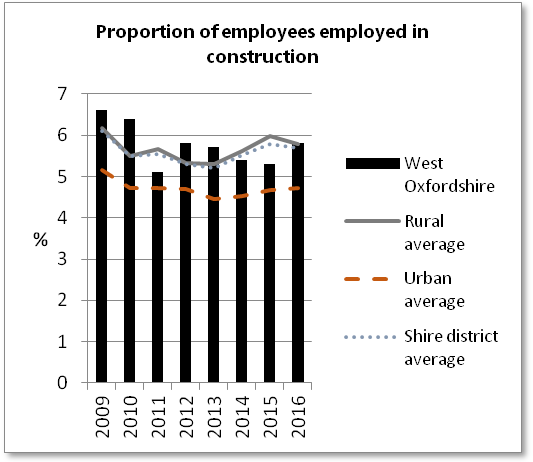 Proportion of employees employed in
construction
7
6
5
4
3
2
1
0
%
2009
2010
2011
2012
2013
2014
2015
2016
West
Oxfordshire
Rural
average
Urban
average
Shire district
average